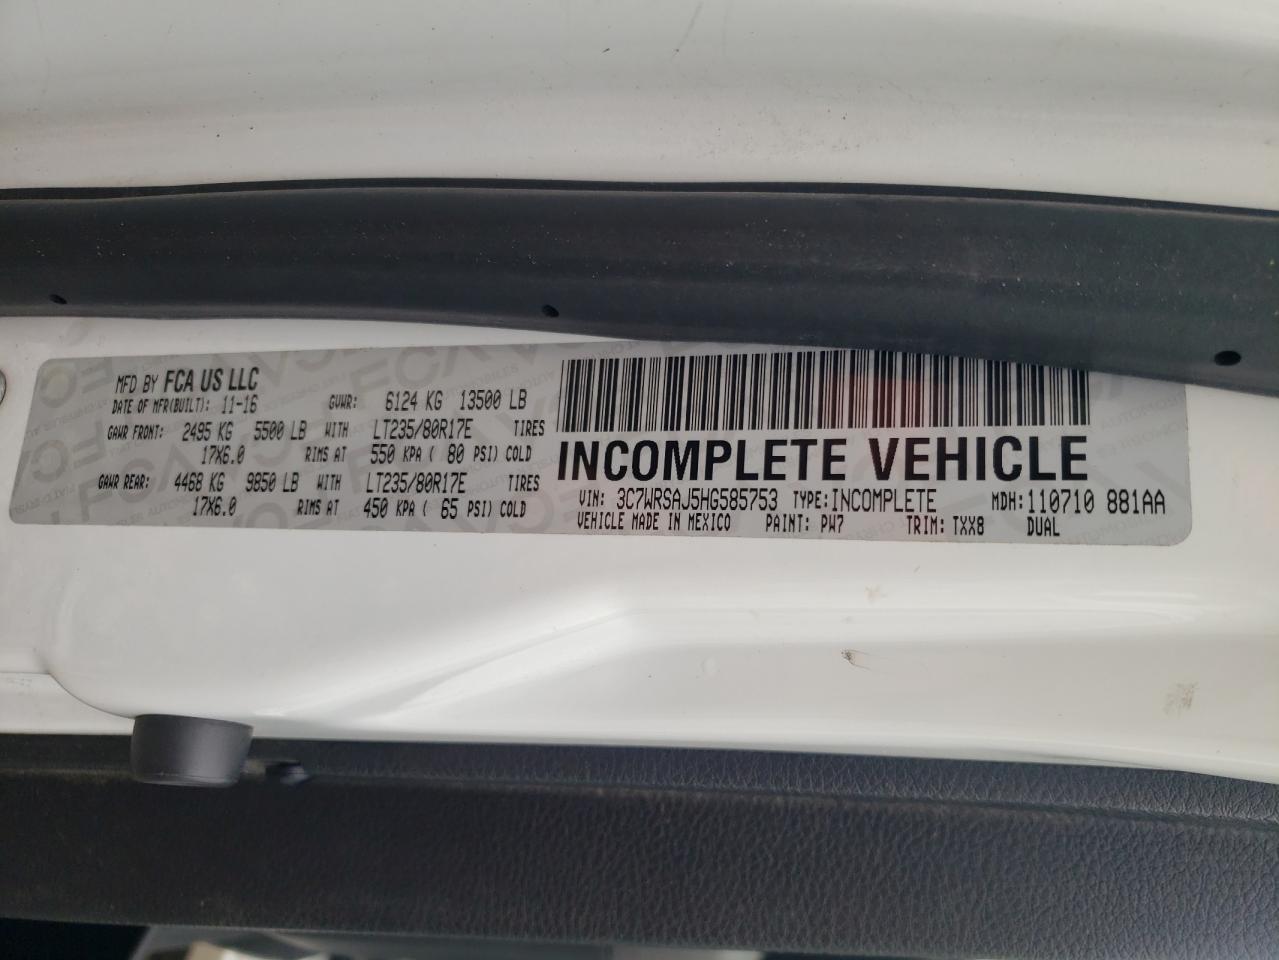 MFD BY FCA US LLC
DATE OF MFR(BUILT): 11-16 GVWR: 6124 KG 13500 LB
GAWR FRONT: 2495 KG 5500 LB WITH LT235/80R17E TIRES
17X6.0 RIMS AT 550 KPA ( 80 PSI) COLD
GAWR REAR: 4468 KG 9850 LB WITH LT235/80R17E TIRES
17X6.0 RIMS AT 450 KPA ( 65 PSI) COLD
INCOMPLETE VEHICLE
VIN: 3C7WRSAJ5HG585753 TYPE:INCOMPLETE MDH:110710 881AA
VEHICLE MADE IN MEXICO PAINT: PW7 TRIM: TXX8 DUAL